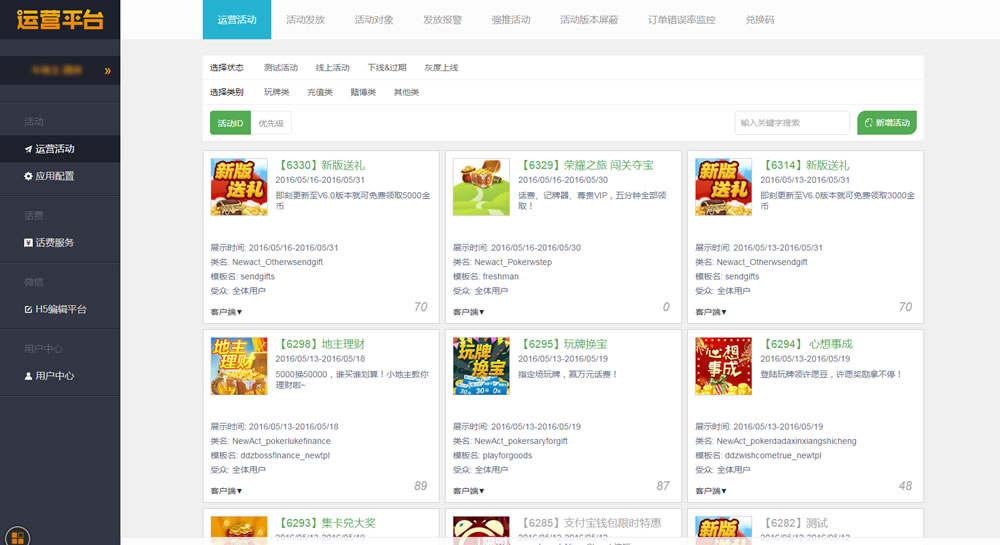 运营平台
»
活动
运营活动
应用配置
话费
话费服务
微信
H5编辑平台
用户中心
用户中心
运营活动 活动发放 活动对象 发放报警 强推活动 活动版本屏蔽 订单错误率监控 兑换码
选择状态 测试活动 线上活动 下线&过期 灰度上线
选择类别 玩牌类 充值类 赌博类 其他类
活动ID 优先级 输入关键字搜索 新增活动
新版
送礼
【6330】新版送礼
2016/05/16-2016/05/31
即刻更新至V6.0版本就可免费领取5000金
币
展示时间: 2016/05/16-2016/05/31
类名: Newact_Otherwsendgift
模板名: sendgifts
受众: 全体用户
客户端▼ 70
【6329】荣耀之旅 闯关夺宝
2016/05/16-2016/05/30
话费、记牌器、尊贵VIP，五分钟全部领
取！
展示时间: 2016/05/16-2016/05/30
类名: Newact_Pokerwstep
模板名: freshman
受众: 全体用户
客户端▼ 0
新版
送礼
【6314】新版送礼
2016/05/13-2016/05/31
即刻更新至V6.0版本就可免费领取3000金
币
展示时间: 2016/05/13-2016/05/31
类名: Newact_Otherwsendgift
模板名: sendgifts
受众: 全体用户
客户端▼ 70
地主
理财
【6298】地主理财
2016/05/13-2016/05/18
5000换50000，谁买谁划算！小地主教你
理财啦~
展示时间: 2016/05/13-2016/05/18
类名: NewAct_pokerlukefinance
模板名: ddzbossfinance_newtpl
受众: 全体用户
客户端▼ 89
玩牌
换宝
30元 30元 0元
【6295】玩牌换宝
2016/05/13-2016/05/19
指定场玩牌，赢万元话费！
展示时间: 2016/05/13-2016/05/19
类名: NewAct_pokersaryforgift
模板名: playforgoods
受众: 全体用户
客户端▼ 87
心想
事成
【6294】 心想事成
2016/05/13-2016/05/19
登陆玩牌领许愿豆，许愿奖励拿不停！
展示时间: 2016/05/13-2016/05/19
类名: NewAct_pokerdadaxinxiangshicheng
模板名: ddzwishcometrue_newtpl
受众: 全体用户
客户端▼ 48
【6293】集卡兑大奖
【6285】支付宝钱包限时特惠
新版
【6282】测试